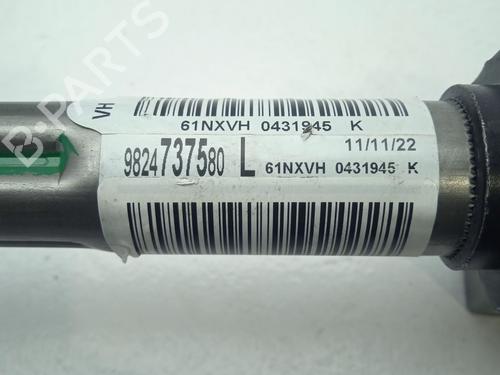 B-PARTS
VH
61NXVH 0431945 K
9824737580 L
11/11/22
61NXVH 0431945 K